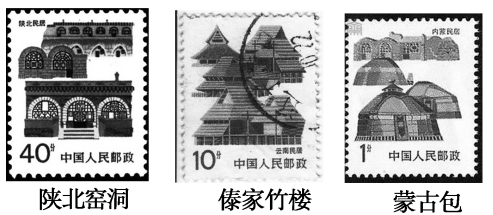 陕北民居
40分 中国人民邮政
陕北窑洞
云南民居
10分 中国人民邮政
傣家竹楼
内蒙民居
1分 中国人民邮政
蒙古包